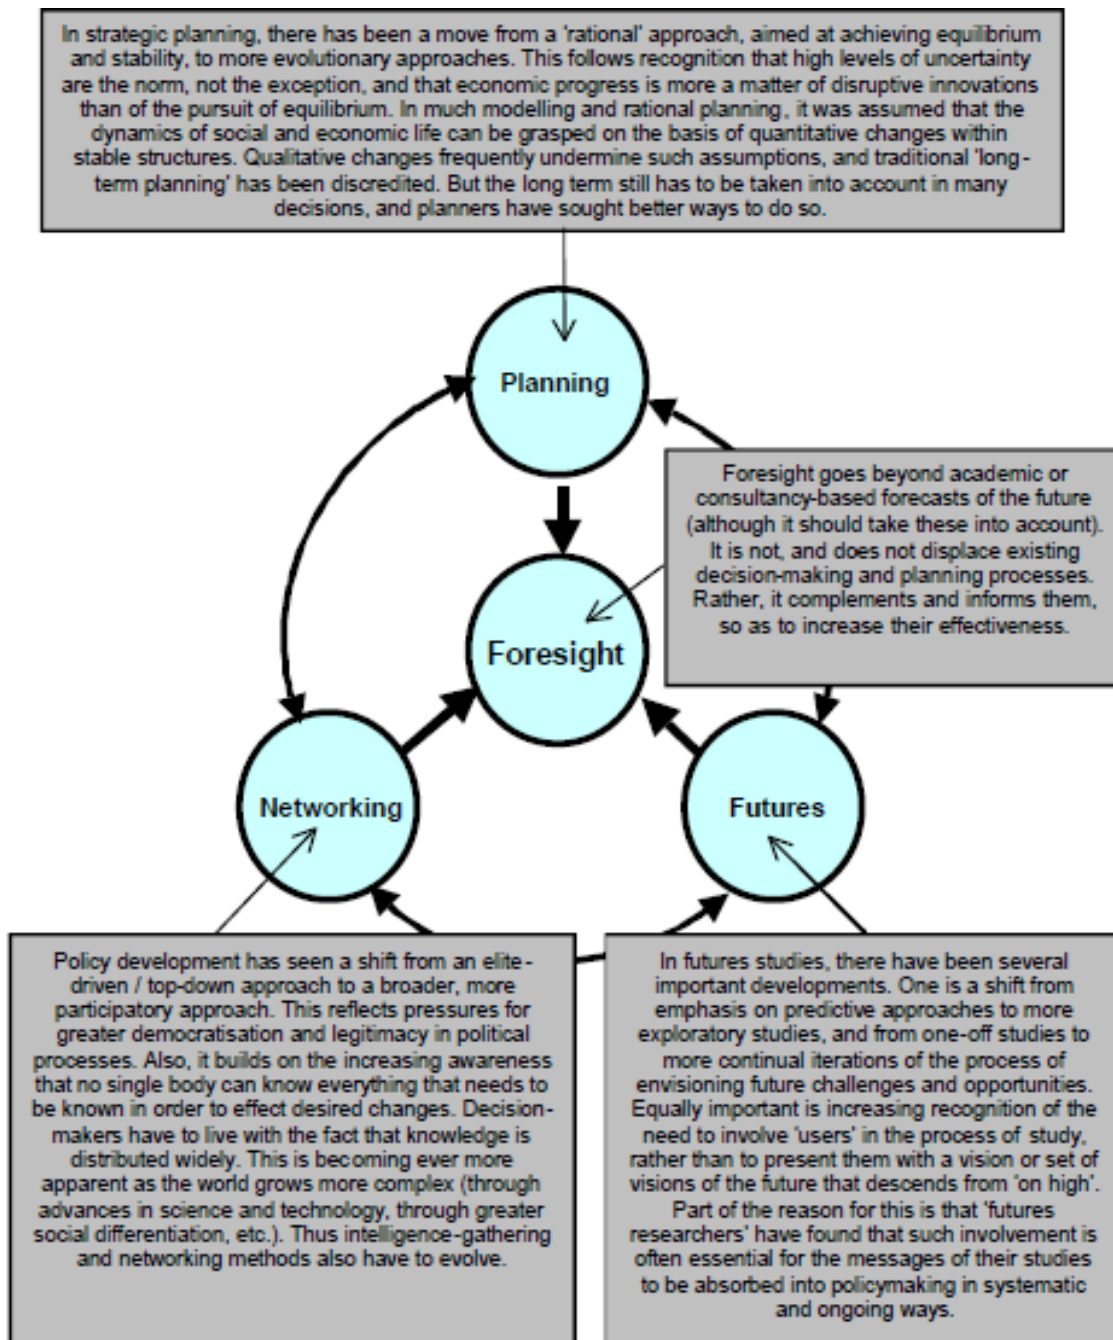 In strategic planning, there has been a move from a 'rational' approach, aimed at achieving equilibrium
and stability, to more evolutionary approaches. This follows recognition that high levels of uncertainty
are the norm, not the exception, and that economic progress is more a matter of disruptive innovations
than of the pursuit of equilibrium. In much modelling and rational planning, it was assumed that the
dynamics of social and economic life can be grasped on the basis of quantitative changes within
stable structures. Qualitative changes frequently undermine such assumptions, and traditional 'long-
term planning' has been discredited. But the long term still has to be taken into account in many
decisions, and planners have sought better ways to do so.
Planning
Foresight goes beyond academic or
consultancy-based forecasts of the future
(although it should take these into account).
It is not, and does not displace existing
decision-making and planning processes.
Rather, it complements and informs them,
so as to increase their effectiveness.
Foresight
Networking
Futures
Policy development has seen a shift from an elite-
driven / top-down approach to a broader, more
participatory approach. This reflects pressures for
greater democratisation and legitimacy in political
processes. Also, it builds on the increasing awareness
that no single body can know everything that needs to
be known in order to effect desired changes. Decision-
makers have to live with the fact that knowledge is
distributed widely. This is becoming ever more
apparent as the world grows more complex (through
advances in science and technology, through greater
social differentiation, etc.). Thus intelligence-gathering
and networking methods also have to evolve.
In futures studies, there have been several
important developments. One is a shift from
emphasis on predictive approaches to more
exploratory studies, and from one-off studies to
more continual iterations of the process of
envisioning future challenges and opportunities.
Equally important is increasing recognition of the
need to involve 'users' in the process of study,
rather than to present them with a vision or set of
visions of the future that descends from 'on high'.
Part of the reason for this is that 'futures
researchers' have found that such involvement is
often essential for the messages of their studies
to be absorbed into policymaking in systematic
and ongoing ways.